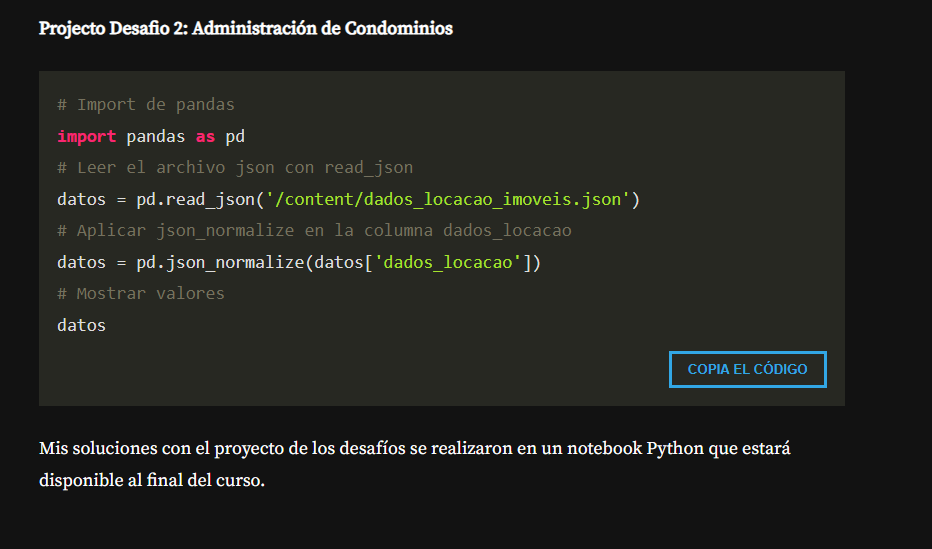 Projecto Desafio 2: Administración de Condominios
# Import de pandas
import pandas as pd
# Leer el archivo json con read_json
datos = pd.read_json('/content/dados_locacao_imoveis.json')
# Aplicar json_normalize en la columna dados_locacao
datos = pd.json_normalize(datos['dados_locacao'])
# Mostrar valores
datos
COPIA EL CÓDIGO
Mis soluciones con el proyecto de los desafíos se realizaron en un notebook Python que estará
disponible al final del curso.